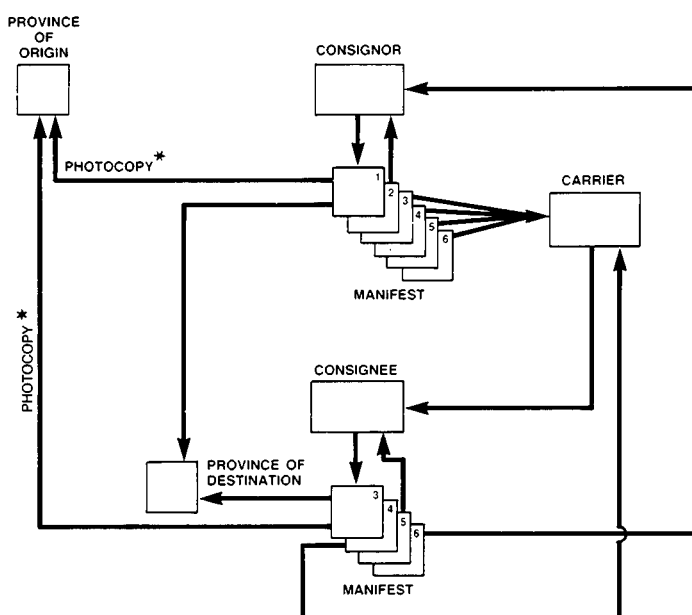 PROVINCE
OF
ORIGIN
CONSIGNOR
PHOTOCOPY*
1
2
3
4
5
6
CARRIER
MANIFEST
PHOTOCOPY*
CONSIGNEE
PROVINCE OF
DESTINATION
3
4
5
6
MANIFEST